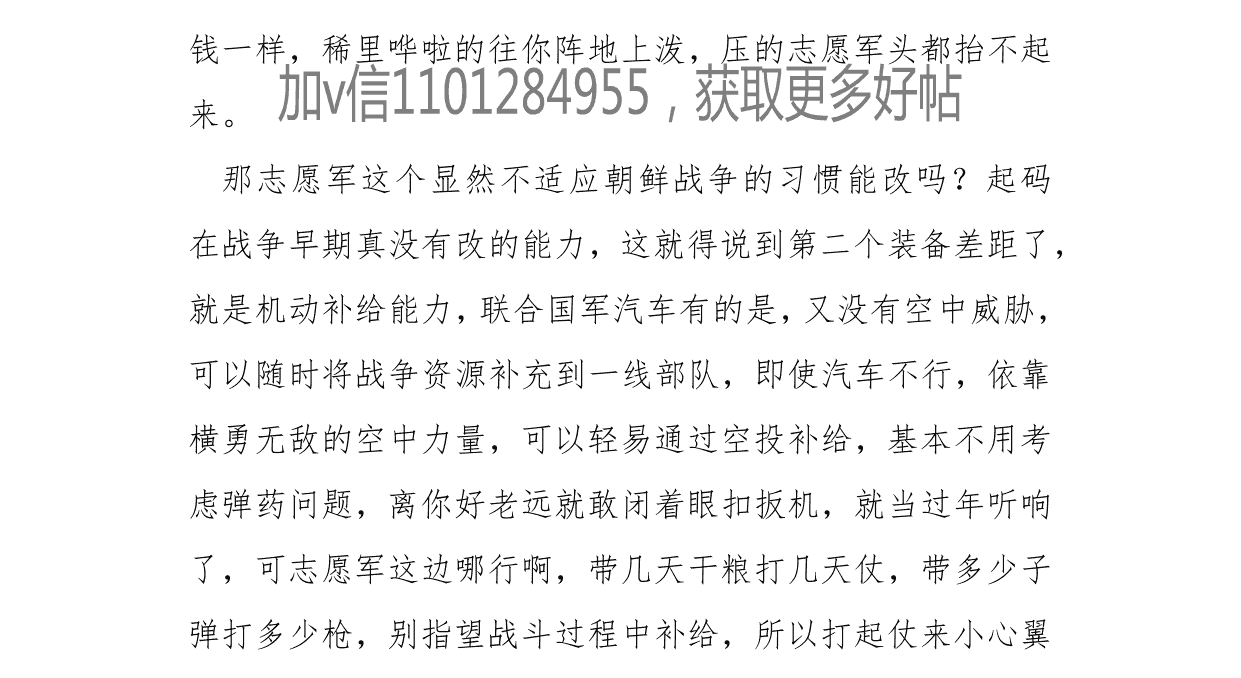 钱一样，稀里哗啦的往你阵地上泼，压的志愿军头都抬不起
加v信1101284955，获取更多好帖
来。
那志愿军这个显然不适应朝鲜战争的习惯能改吗？起码
在战争早期真没有改的能力，这就得说到第二个装备差距了，
就是机动补给能力，联合国军汽车有的是，又没有空中威胁，
可以随时将战争资源补充到一线部队，即使汽车不行，依靠
横勇无敌的空中力量，可以轻易通过空投补给，基本不用考
虑弹药问题，离你好老远就敢闭着眼扣扳机，就当过年听响
了，可志愿军这边哪行啊，带几天干粮打几天仗，带多少子
弹打多少枪，别指望战斗过程中补给，所以打起仗来小心翼